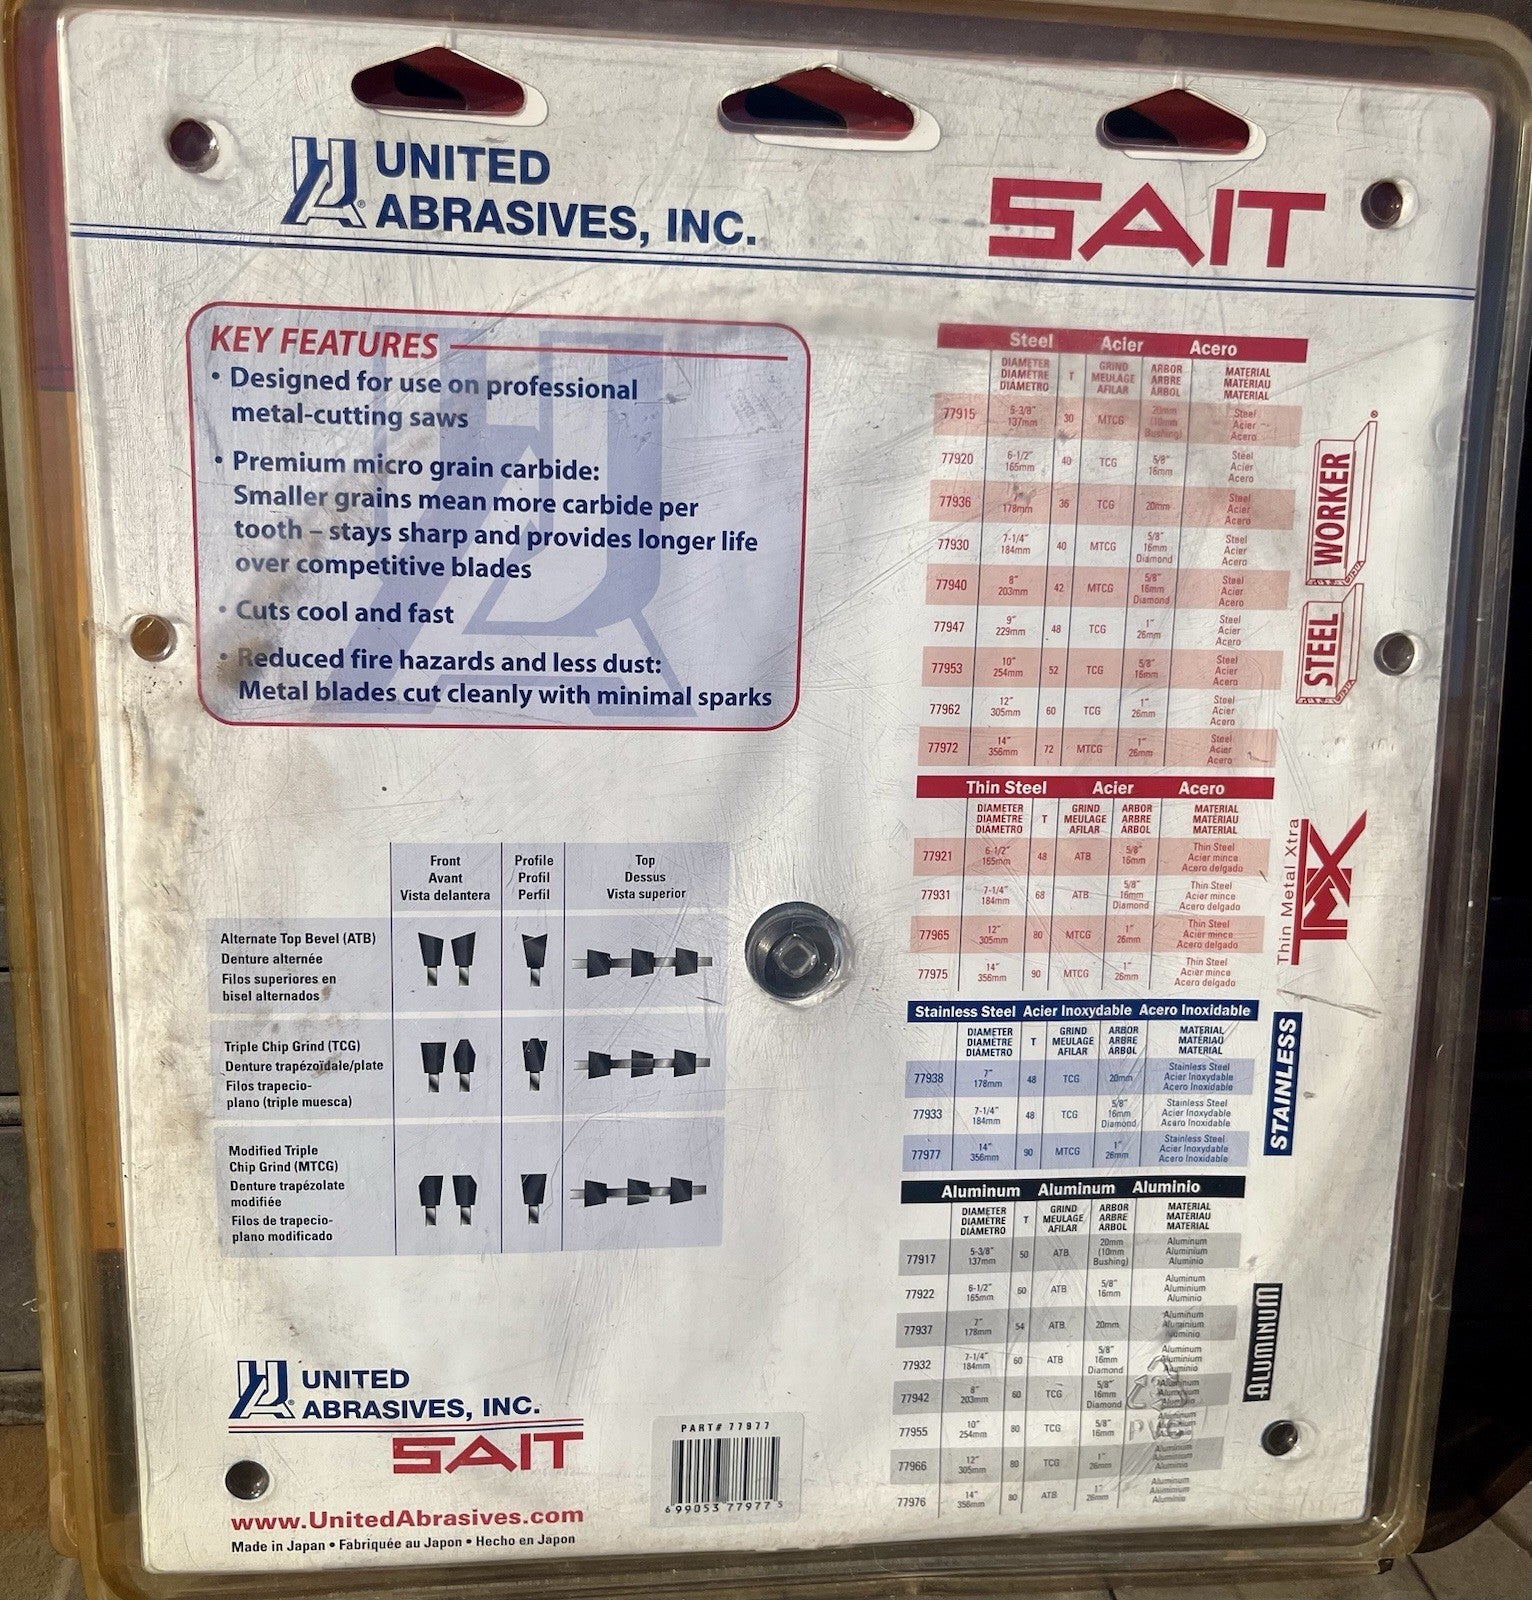 UNITED
ABRASIVES, INC.
SAIT
KEY FEATURES
• Designed for use on professional
metal-cutting saws
• Premium micro grain carbide:
Smaller grains mean more carbide per
tooth – stays sharp and provides longer life
over competitive blades
• Cuts cool and fast
• Reduced fire hazards and less dust:
Metal blades cut cleanly with minimal sparks
Front Profile Top
Avant Profil Dessus
Vista delantera Perfil Vista superior
Alternate Top Bevel (ATB)
Denture alternée
Filos superiores en
bisel alternados
Triple Chip Grind (TCG)
Denture trapézoïdale/plate
Filos trapecio-
plano (triple muesca)
Modified Triple
Chip Grind (MTCG)
Denture trapézolate
modifiée
Filos de trapecio-
plano modificado
Steel Acier Acero
DIAMETER GRIND ARBOR MATERIAL
DIAMÈTRE T MEULAGE ARBRE MATERIAU
DIAMETRO AFILAR ARBOL MATERIAL
5-3/8" 20mm Steel
77915 137mm 30 MTCG (10mm Acier
Bushing) Acero
6-1/2" 5/8" Steel
77920 165mm 40 TCG 16mm Acier
Acero
7" Steel
77936 178mm 36 TCG 20mm Acier
Acero
7-1/4" 5/8" Steel
77930 184mm 40 MTCG 16mm Acier
Diamond Acero
8" 5/8" Steel
77940 203mm 42 MTCG 16mm Acier
Diamond Acero
9" 1" Steel
77947 229mm 48 TCG 26mm Acier
Acero
10" 5/8" Steel
77953 254mm 52 TCG 16mm Acier
Acero
12" 1" Steel
77962 305mm 60 TCG 26mm Acier
Acero
14" 1" Steel
77972 356mm 72 MTCG 26mm Acier
Acero
STEEL WORKER ®
Thin Steel Acier Acero
DIAMETER GRIND ARBOR MATERIAL
DIAMÈTRE T MEULAGE ARBRE MATERIAU
DIAMETRO AFILAR ARBOL MATERIAL
6-1/2" 5/8" Thin Steel
77921 165mm 48 ATB 16mm Acier mince
Acero delgado
7-1/4" 5/8" Thin Steel
77931 184mm 68 ATB 16mm Acier mince
Diamond Acero delgado
12" 1" Thin Steel
77965 305mm 80 MTCG 26mm Acier mince
Acero delgado
14" 1" Thin Steel
77975 356mm 90 MTCG 26mm Acier mince
Acero delgado
Thin Metal Xtra
TMX
Stainless Steel Acier Inoxydable Acero Inoxidable
DIAMETER GRIND ARBOR MATERIAL
DIAMÈTRE T MEULAGE ARBRE MATERIAU
DIAMETRO AFILAR ARBOL MATERIAL
7" Stainless Steel
77938 178mm 48 TCG 20mm Acier Inoxydable
Acero Inoxidable
7-1/4" 5/8" Stainless Steel
77933 184mm 48 TCG 16mm Acier Inoxydable
Diamond Acero Inoxidable
14" 1" Stainless Steel
77977 356mm 90 MTCG 26mm Acier Inoxydable
Acero Inoxidable
STAINLESS
Aluminum Aluminum Aluminio
DIAMETER GRIND ARBOR MATERIAL
DIAMÈTRE T MEULAGE ARBRE MATERIAU
DIAMETRO AFILAR ARBOL MATERIAL
5-3/8" 20mm Aluminum
77917 137mm 50 ATB (10mm Aluminium
Bushing) Aluminio
6-1/2" 5/8" Aluminum
77922 165mm 60 ATB 16mm Aluminium
Aluminio
7" Aluminum
77937 178mm 54 ATB 20mm Aluminium
Aluminio
7-1/4" 5/8" Aluminum
77932 184mm 60 ATB 16mm Aluminium
Diamond Aluminio
8" 5/8" Aluminum
77942 203mm 60 TCG 16mm Aluminium
Diamond Aluminio
10" 5/8" Aluminum
77955 254mm 80 TCG 16mm Aluminium
Aluminio
12" 1" Aluminum
77966 305mm 80 TCG 26mm Aluminium
Aluminio
14" 1" Aluminum
77976 356mm 80 ATB 26mm Aluminium
Aluminio
ALUMINUM
UNITED
ABRASIVES, INC.
SAIT
www.UnitedAbrasives.com
Made in Japan • Fabriquée au Japon • Hecho en Japon
PART# 77977
6 99053 77977 5